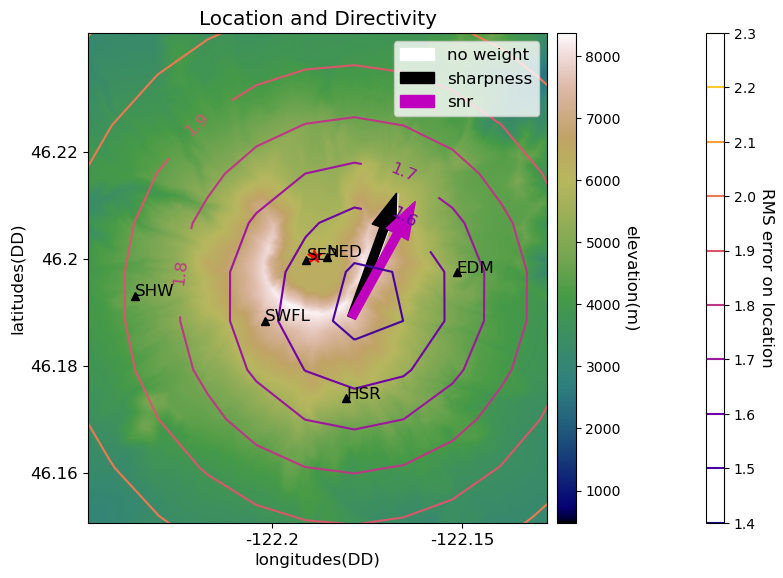 Location and Directivity
no weight
sharpness
snr
46.22
46.2
46.18
46.16
latitudes(DD)
-122.2
-122.15
longitudes(DD)
1.9
1.8
1.7
1.6
NED
EDM
SHW
SWFL
HSR
8000
7000
6000
5000
4000
3000
2000
1000
elevation(m)
2.3
2.2
2.1
2.0
1.9
1.8
1.7
1.6
1.5
1.4
RMS error on location